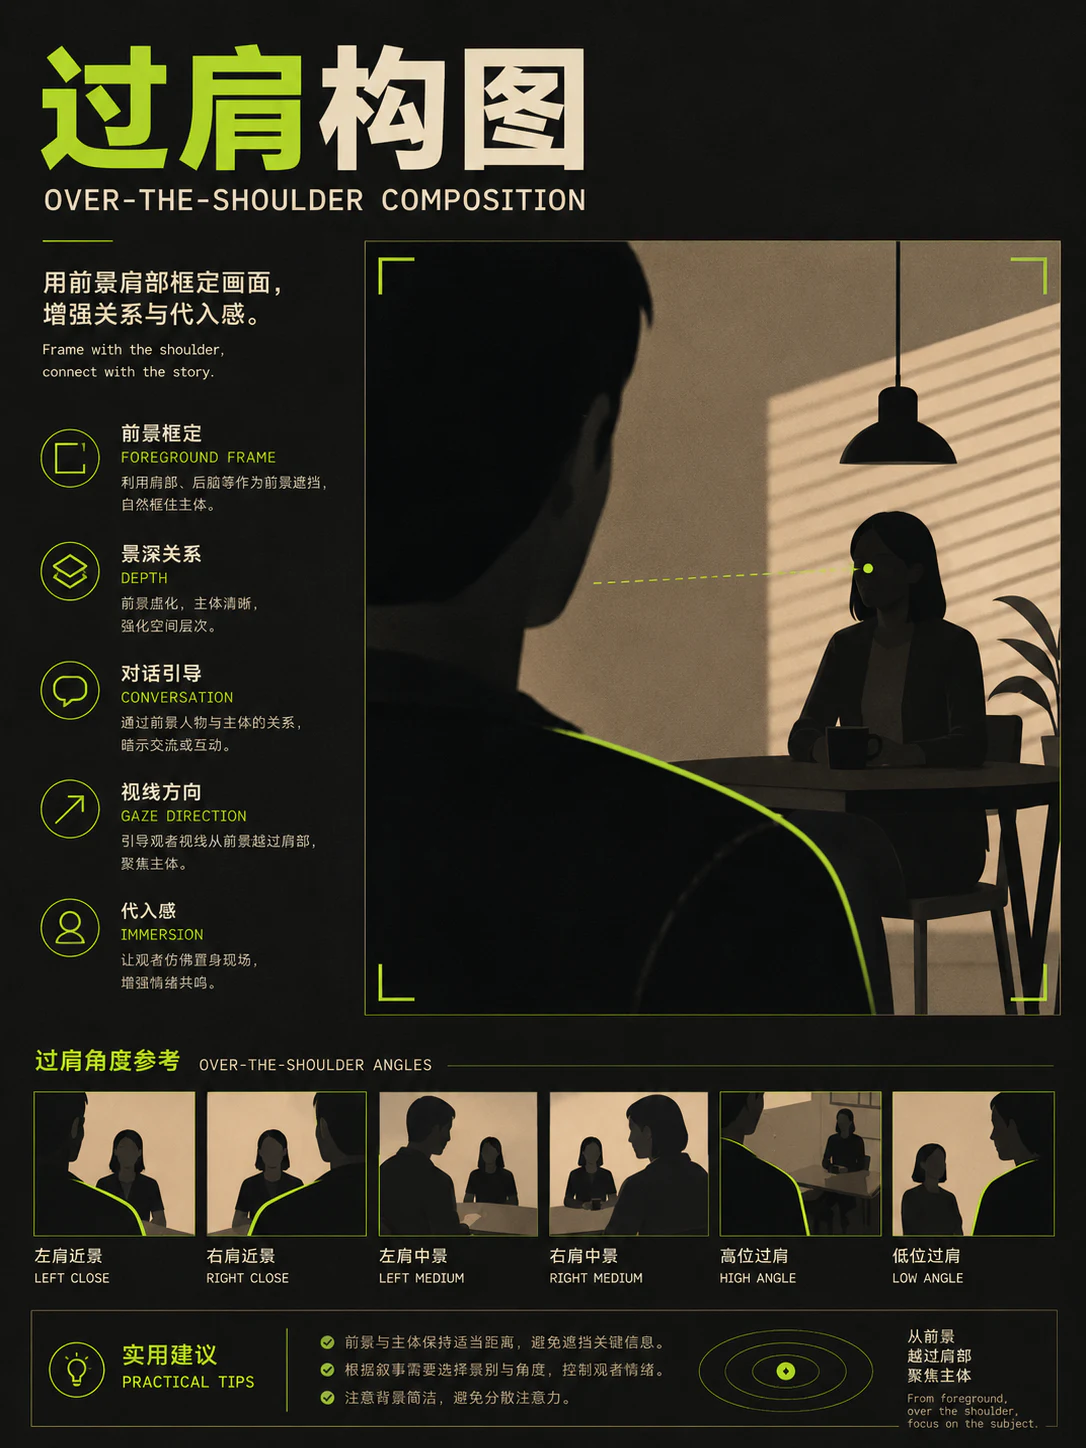 过肩构图
OVER-THE-SHOULDER COMPOSITION
用前景肩部框定画面，
增强关系与代入感。
Frame with the shoulder,
connect with the story.
前景框定
FOREGROUND FRAME
利用肩部、后脑等作为前景遮挡，
自然框住主体。
景深关系
DEPTH
前景虚化，主体清晰，
强化空间层次。
对话引导
CONVERSATION
通过前景人物与主体的关系，
暗示交流或互动。
视线方向
GAZE DIRECTION
引导观者视线从前景越过肩部，
聚焦主体。
代入感
IMMERSION
让观者仿佛置身现场，
增强情绪共鸣。
过肩角度参考 OVER-THE-SHOULDER ANGLES
左肩近景
LEFT CLOSE
右肩近景
RIGHT CLOSE
左肩中景
LEFT MEDIUM
右肩中景
RIGHT MEDIUM
高位过肩
HIGH ANGLE
低位过肩
LOW ANGLE
实用建议
PRACTICAL TIPS
前景与主体保持适当距离，避免遮挡关键信息。
根据叙事需要选择景别与角度，控制观者情绪。
注意背景简洁，避免分散注意力。
从前景
越过肩部
聚焦主体
From foreground,
over the shoulder,
focus on the subject.